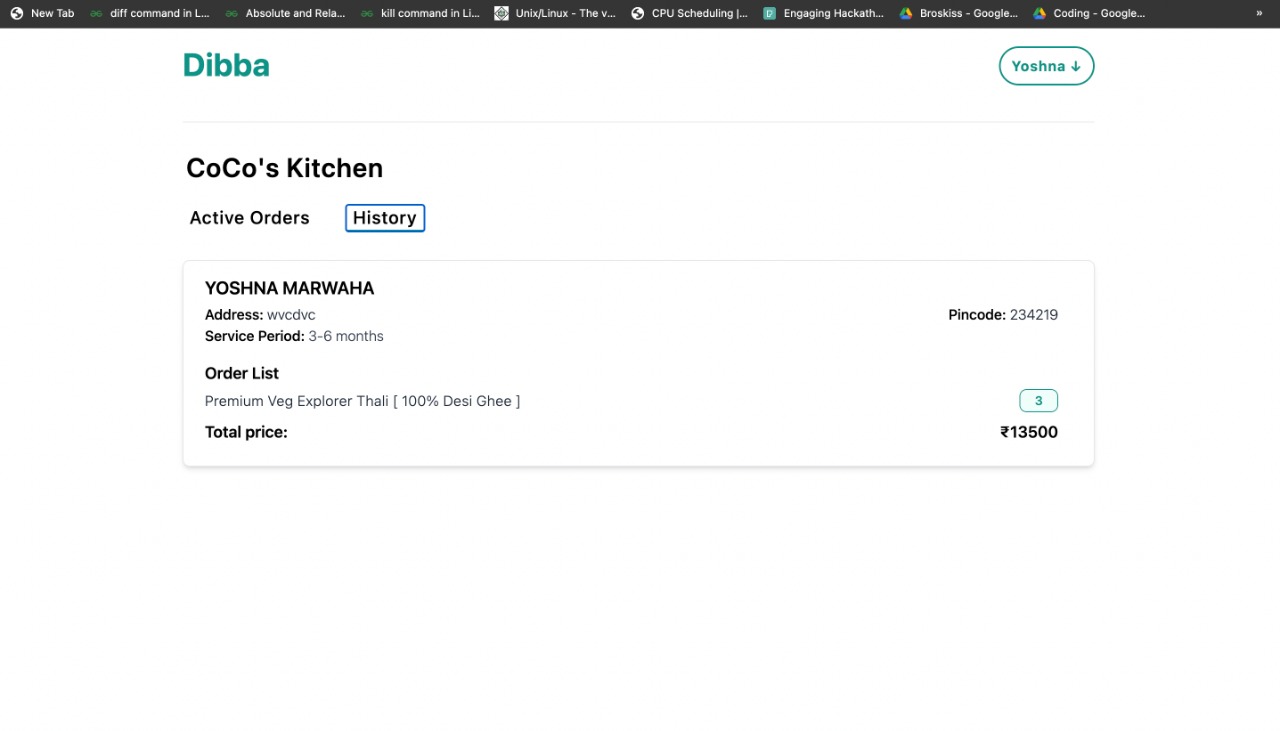 New Tab diff command in L... Absolute and Rela... kill command in Li... Unix/Linux - The v... CPU Scheduling |... Engaging Hackath... Broskiss - Google... Coding - Google... »
Dibba Yoshna ↓
CoCo's Kitchen
Active Orders History
YOSHNA MARWAHA
Address: wvcdvc Pincode: 234219
Service Period: 3-6 months
Order List
Premium Veg Explorer Thali [ 100% Desi Ghee ] 3
Total price: ₹13500